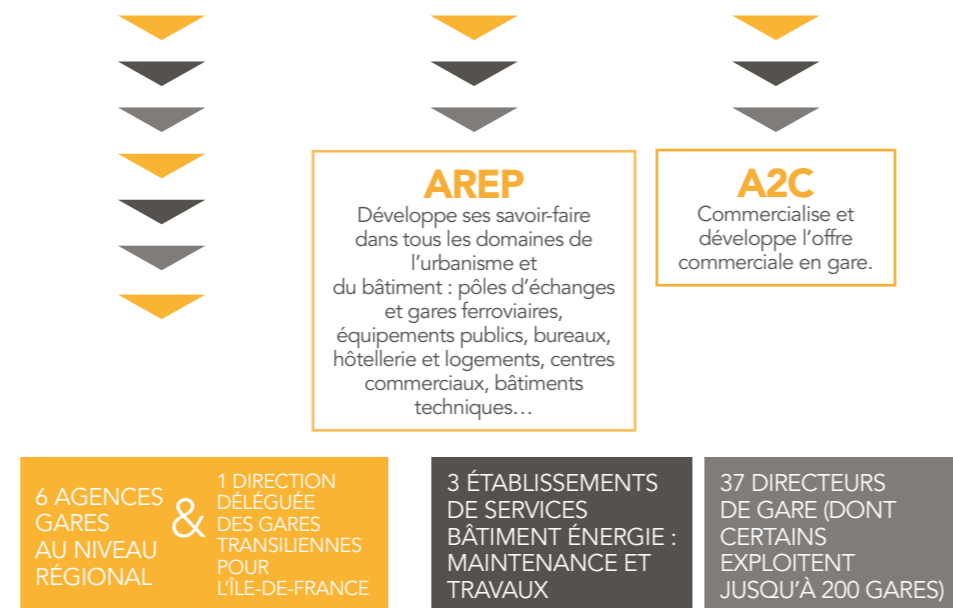 AREP
Développe ses savoir-faire
dans tous les domaines de
l'urbanisme et
du bâtiment : pôles d'échanges
et gares ferroviaires,
équipements publics, bureaux,
hôtellerie et logements, centres
commerciaux, bâtiments
techniques…
A2C
Commercialise et
développe l'offre
commerciale en gare.
6 AGENCES
GARES
AU NIVEAU
RÉGIONAL
&
1 DIRECTION
DÉLÉGUÉE
DES GARES
TRANSILIENNES
POUR
L'ÎLE-DE-FRANCE
3 ÉTABLISSEMENTS
DE SERVICES
BÂTIMENT ÉNERGIE :
MAINTENANCE ET
TRAVAUX
37 DIRECTEURS
DE GARE (DONT
CERTAINS
EXPLOITENT
JUSQU'À 200 GARES)